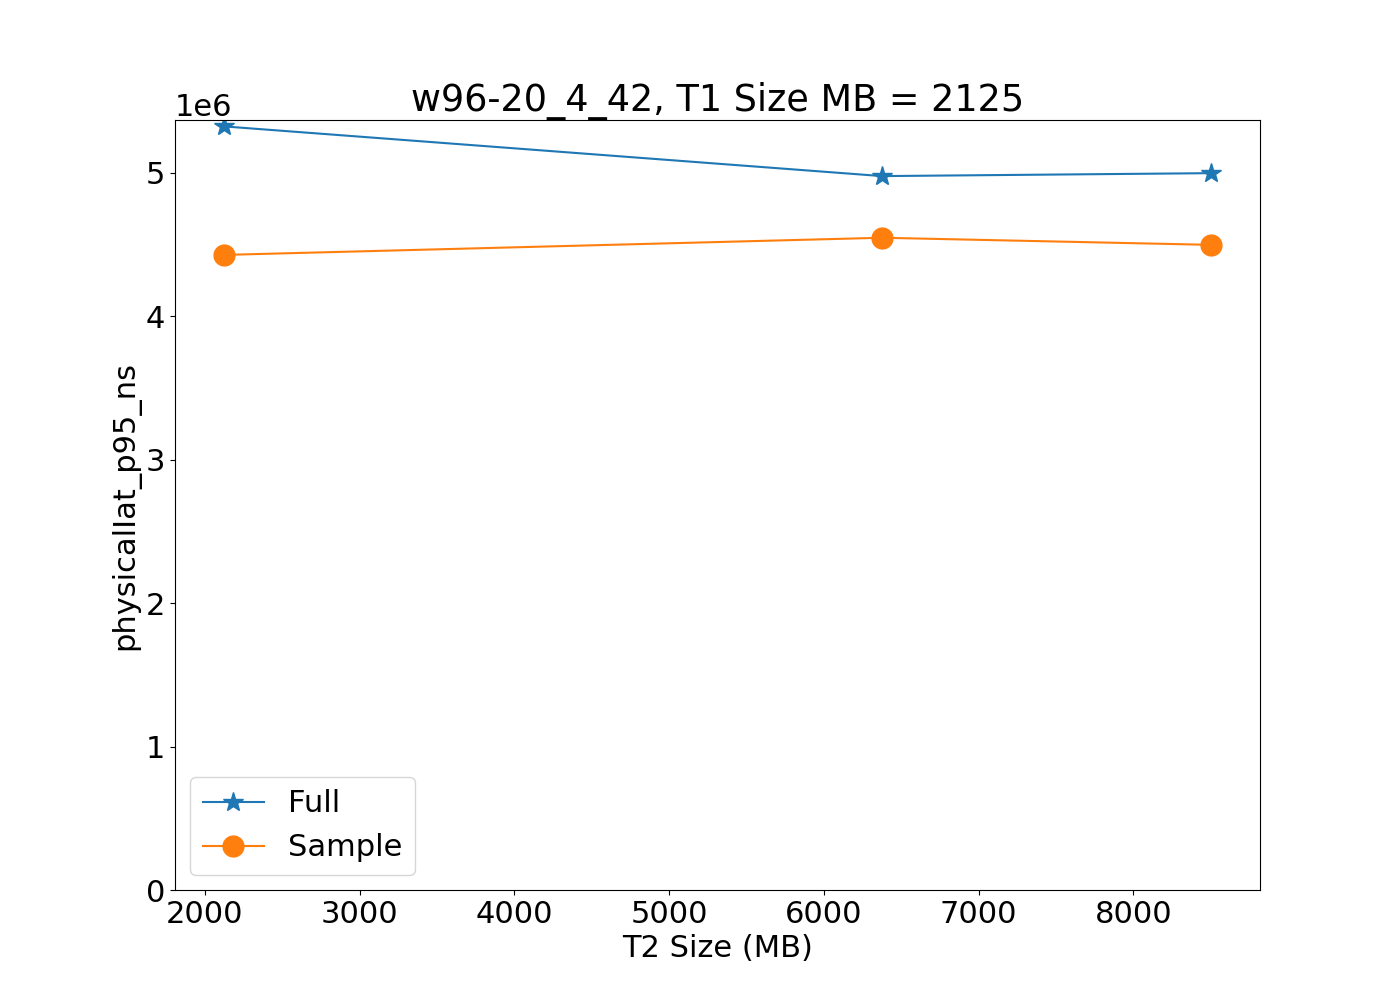 w96-20_4_42, T1 Size MB = 2125
1e6
5
4
3
2
1
0
physicallat_p95_ns
Full
Sample
2000 3000 4000 5000 6000 7000 8000
T2 Size (MB)